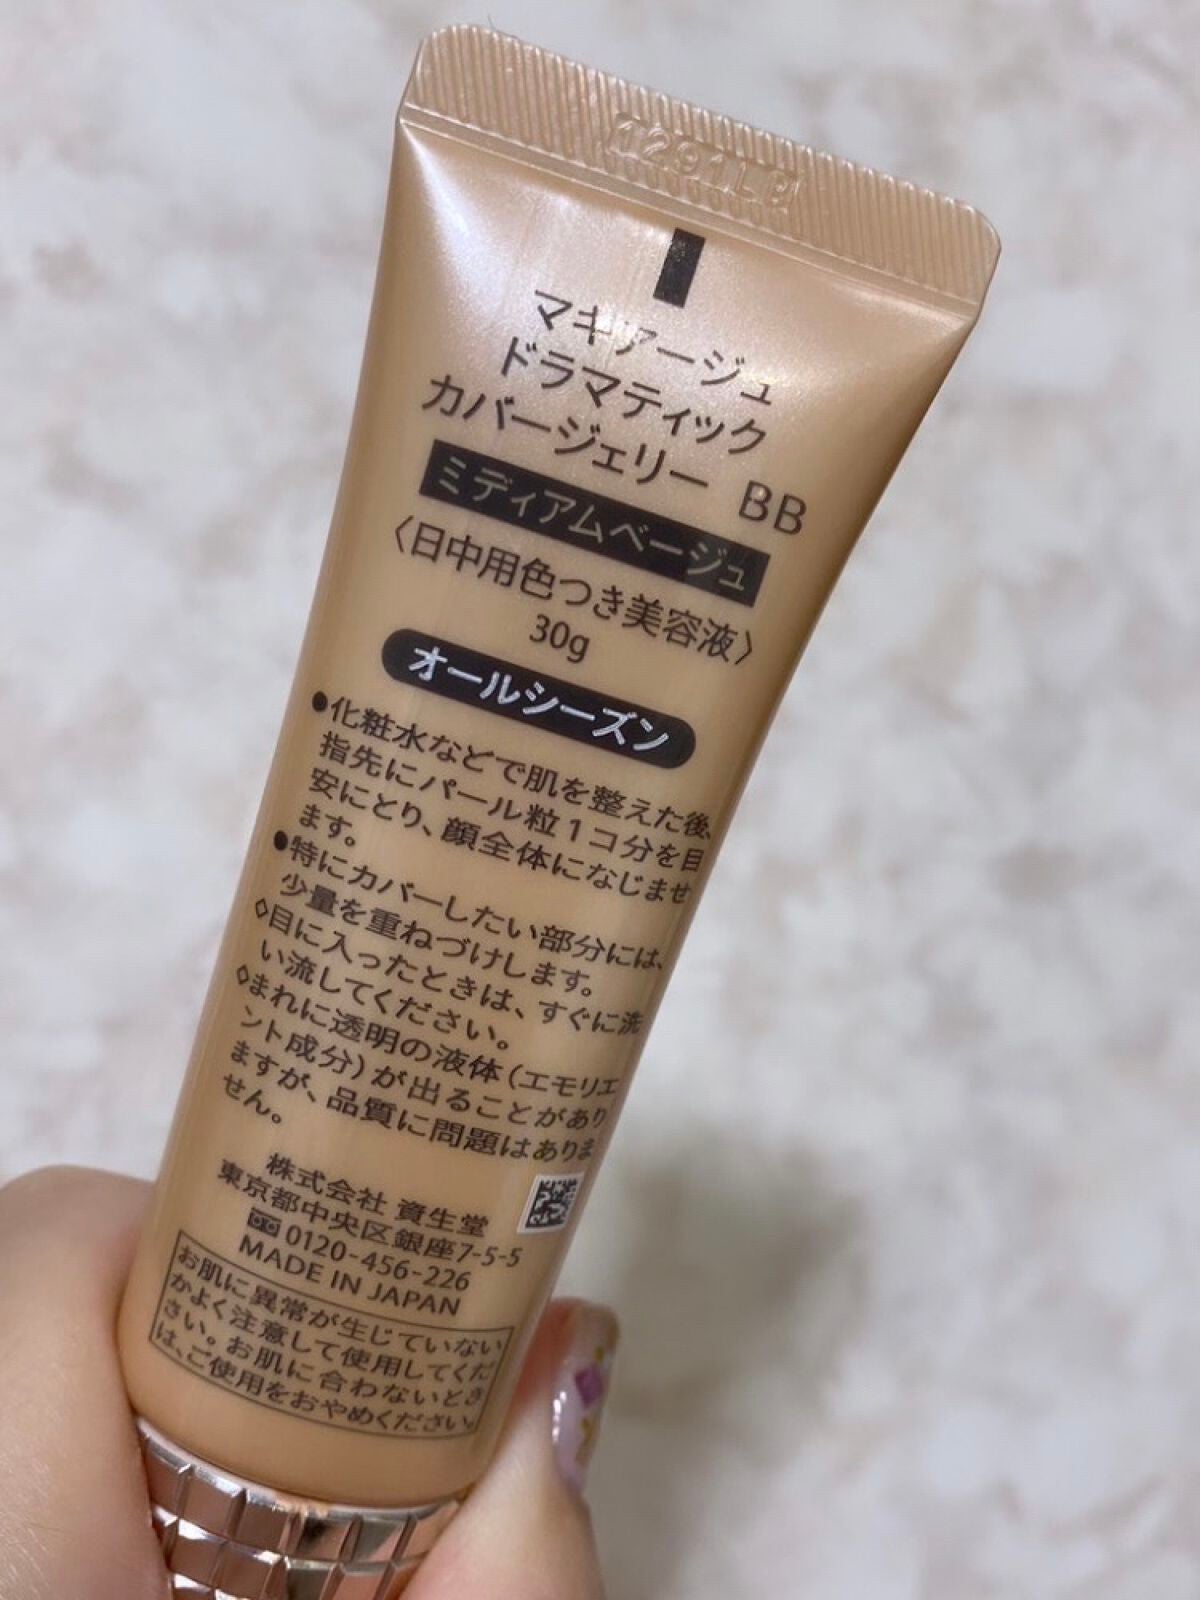 1291LP
マキアージュ
ドラマティック
カバージェリー BB
ミディアムベージュ
〈日中用色つき美容液〉
30g
オールシーズン
●化粧水などで肌を整えた後、
指先にパール粒1コ分を目
安にとり、顔全体になじませ
ます。
●特にカバーしたい部分には、
少量を重ねづけします。
◊目に入ったときは、すぐに洗
い流してください。
◊まれに透明の液体(エモリエ
ント成分)が出ることがあり
ますが、品質に問題はありま
せん。
株式会社 資生堂
東京都中央区銀座7-5-5
0120-456-226
MADE IN JAPAN
お肌に異常が生じていない
かよく注意して使用してくだ
さい。お肌に合わないとき
は、ご使用をおやめください。